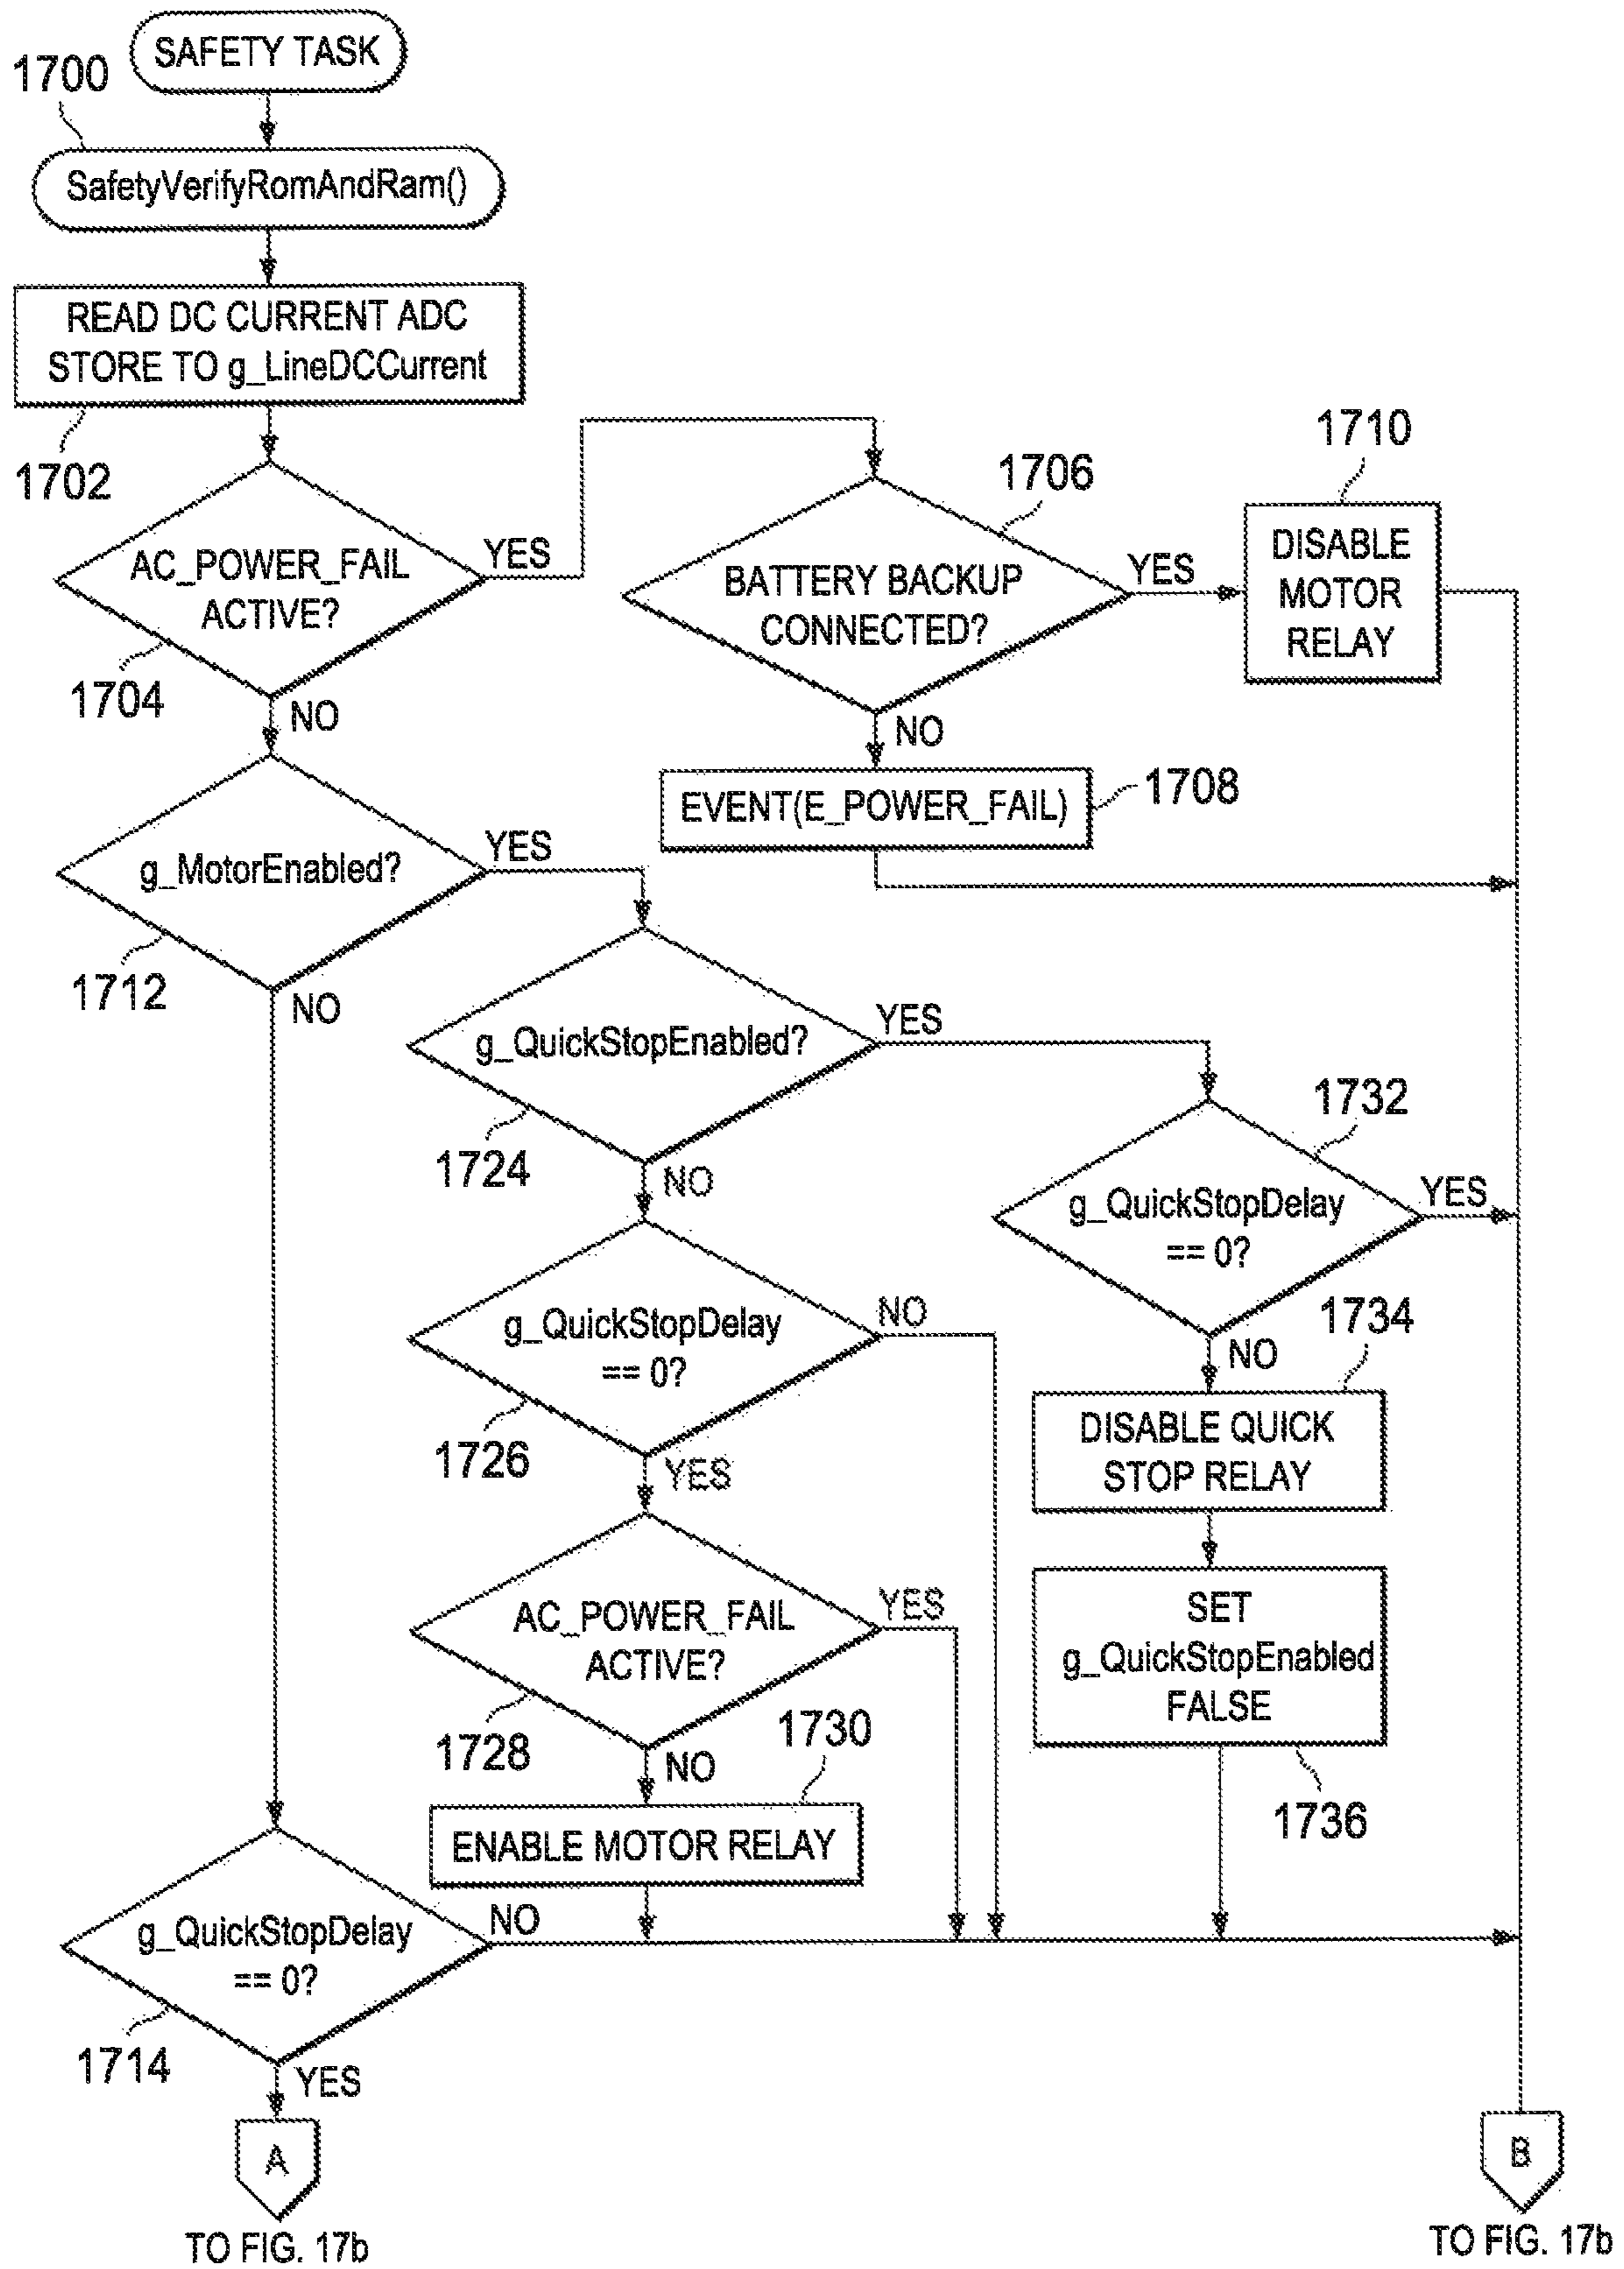 SAFETY TASK
1700
SafetyVerifyRomAndRam()
READ DC CURRENT ADC
STORE TO g_LineDCCurrent
1702
AC_POWER_FAIL
ACTIVE?
YES
1704
NO
1706
BATTERY BACKUP
CONNECTED?
YES
NO
1710
DISABLE
MOTOR
RELAY
EVENT(E_POWER_FAIL)
1708
g_MotorEnabled?
YES
1712
NO
g_QuickStopEnabled?
YES
1724
NO
1732
g_QuickStopDelay
== 0?
YES
NO
g_QuickStopDelay
== 0?
NO
1726
YES
1734
DISABLE QUICK
STOP RELAY
AC_POWER_FAIL
ACTIVE?
YES
1728
NO
SET
g_QuickStopEnabled
FALSE
1736
1730
ENABLE MOTOR RELAY
g_QuickStopDelay
== 0?
NO
1714
YES
A
TO FIG. 17b
B
TO FIG. 17b